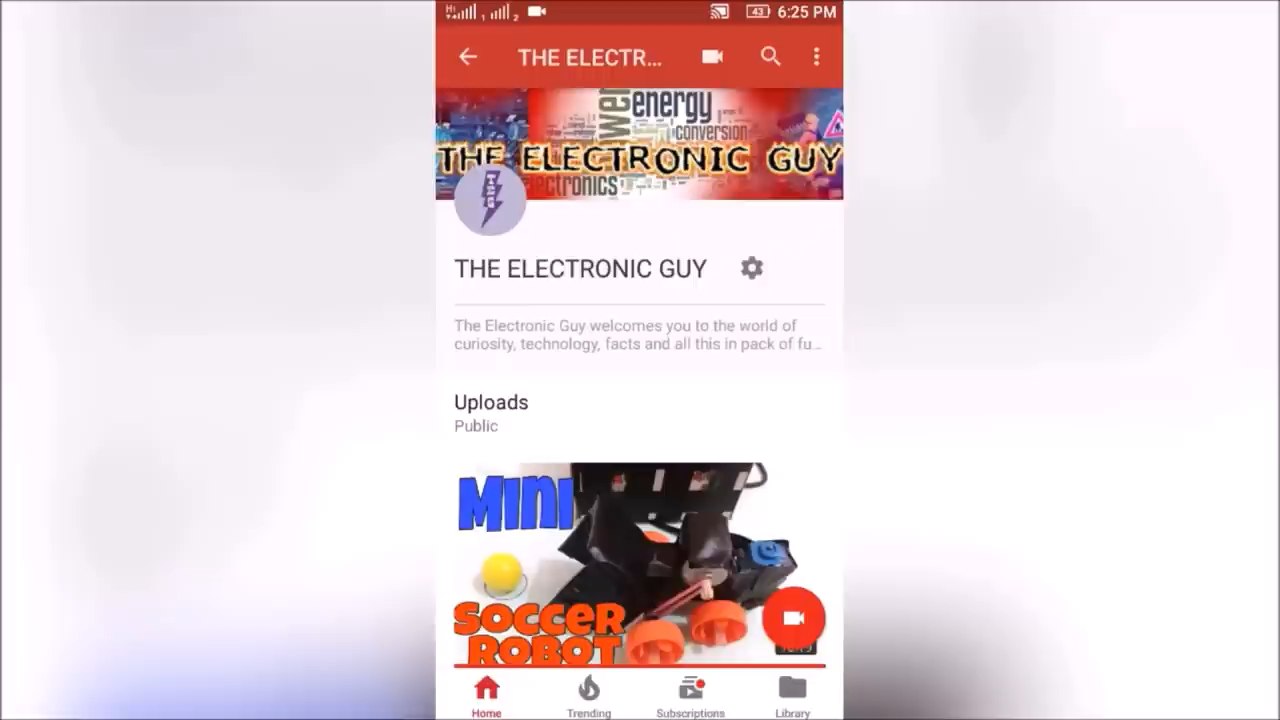 43 6:25 PM
THE ELECTR...
energy
conversion
THE ELECTRONIC GUY
electronics
THE ELECTRONIC GUY
The Electronic Guy welcomes you to the world of
curiosity, technology, facts and all this in pack of fu...
Uploads
Public
MINI
SOCCER
ROBOT
Home
Trending
Subscriptions
Library